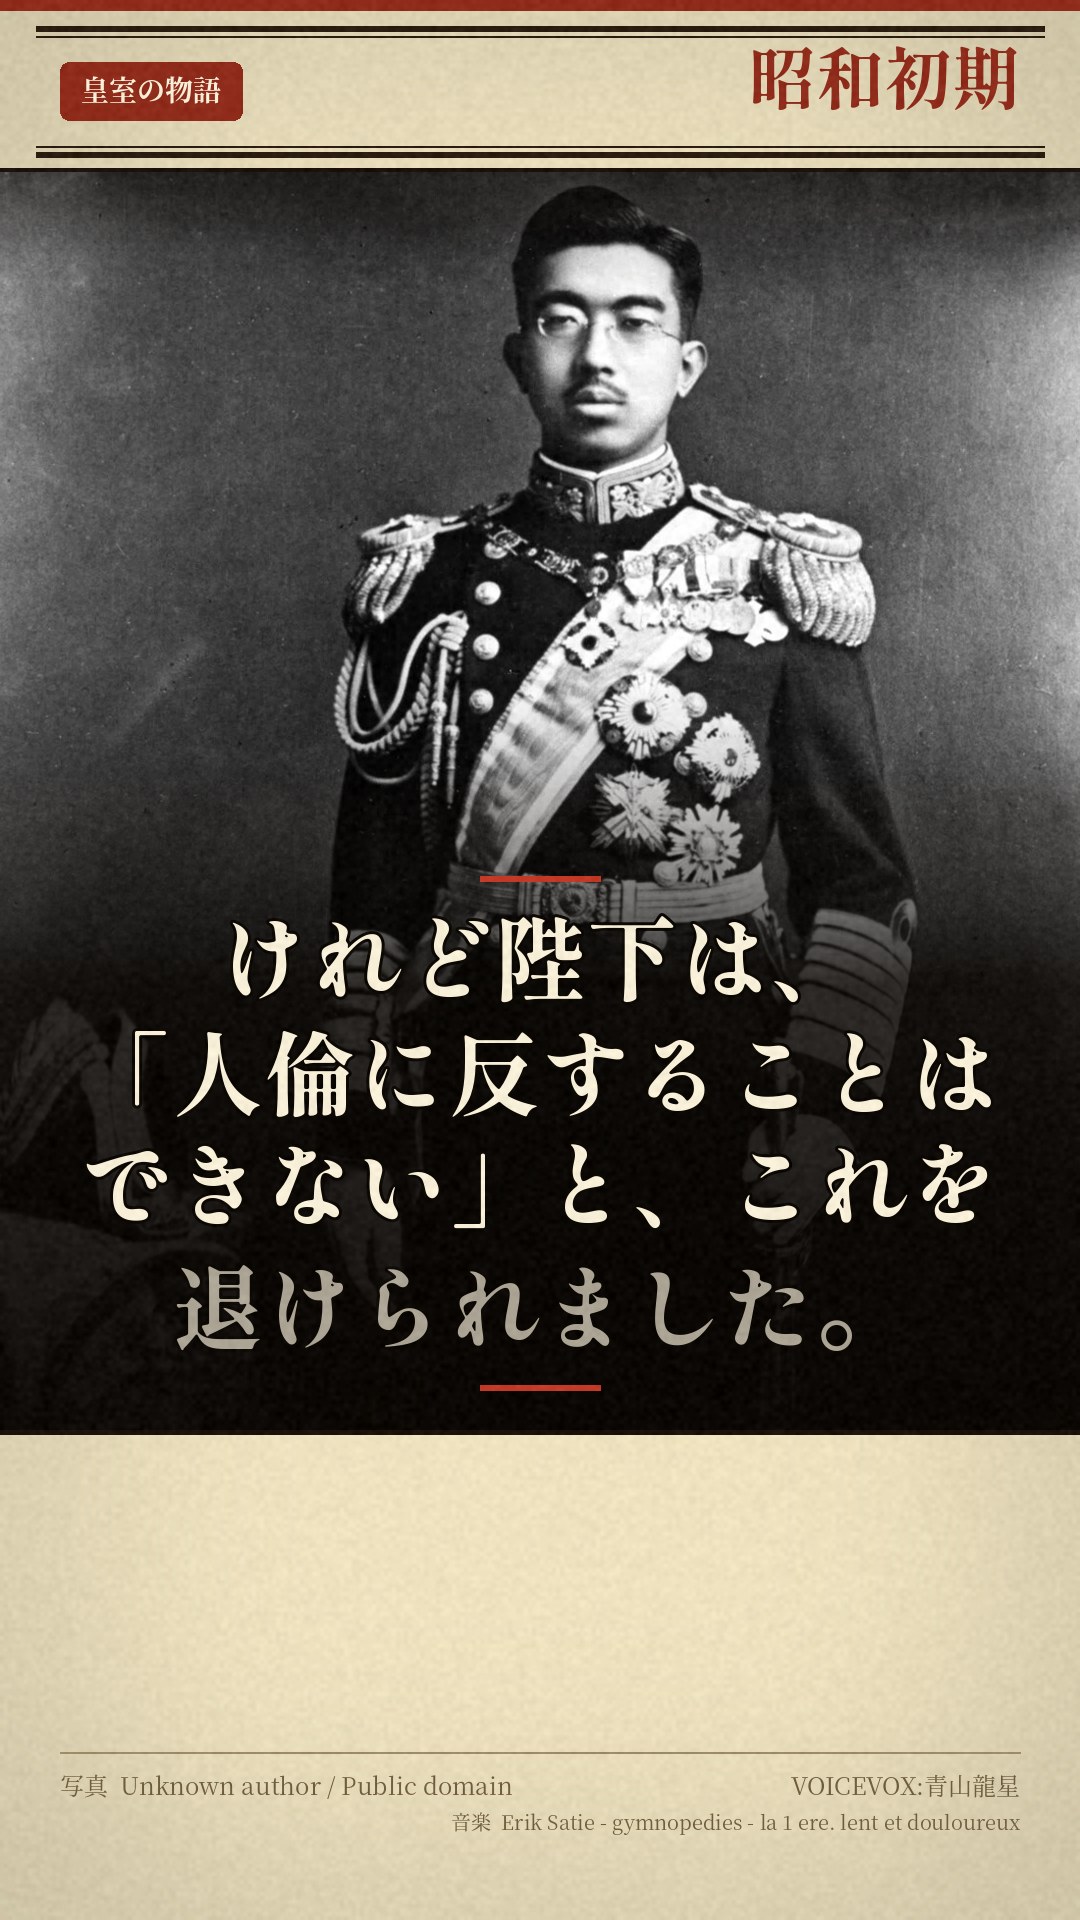 皇室の物語
昭和初期
けれど陛下は、
「人倫に反することは
できない」と、これを
退けられました。
写真 Unknown author / Public domain
VOICEVOX:青山龍星
音楽 Erik Satie - gymnopedies - la 1 ere. lent et douloureux